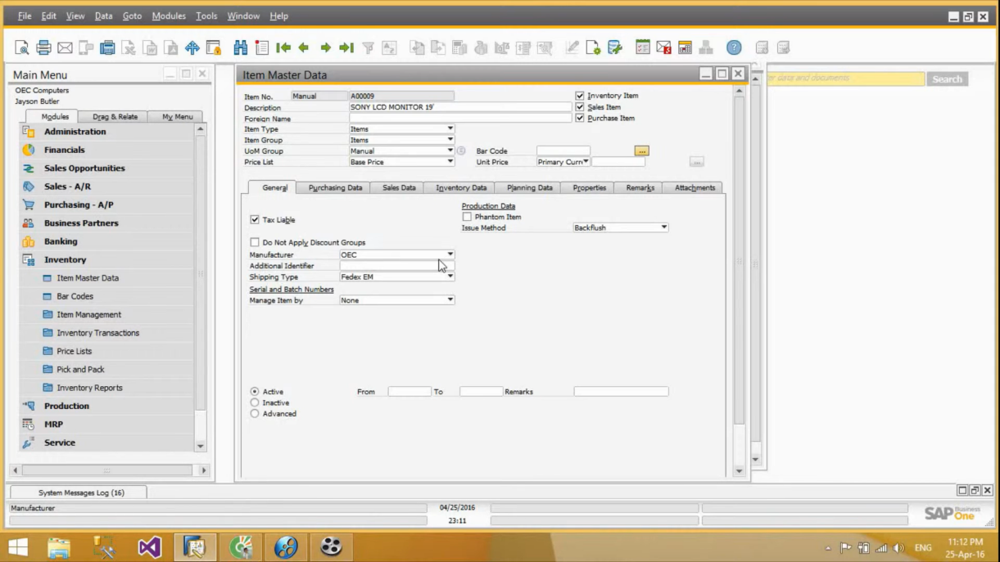 File Edit View Data Goto Modules Tools Window Help
Main Menu
OEC Computers
Jayson Butler
Modules Drag & Relate My Menu
Administration
Financials
Sales Opportunities
Sales - A/R
Purchasing - A/P
Business Partners
Banking
Inventory
Item Master Data
Bar Codes
Item Management
Inventory Transactions
Price Lists
Pick and Pack
Inventory Reports
Production
MRP
Service
Item Master Data
Item No. Manual A00009
Description SONY LCD MONITOR 19'
Foreign Name
Item Type Items
Item Group Items
UoM Group Manual
Price List Base Price
Inventory Item
Sales Item
Purchase Item
Bar Code ...
Unit Price Primary Curr ...
General Purchasing Data Sales Data Inventory Data Planning Data Properties Remarks Attachments
Tax Liable
Do Not Apply Discount Groups
Manufacturer OEC
Additional Identifier
Shipping Type Fedex EM
Serial and Batch Numbers
Manage Item by None
Production Data
Phantom Item
Issue Method Backflush
Active From To Remarks
Inactive
Advanced
data and documents Search
System Messages Log (16)
Manufacturer
04/25/2016
23:11
SAP Business One
ENG
11:12 PM
25-Apr-16